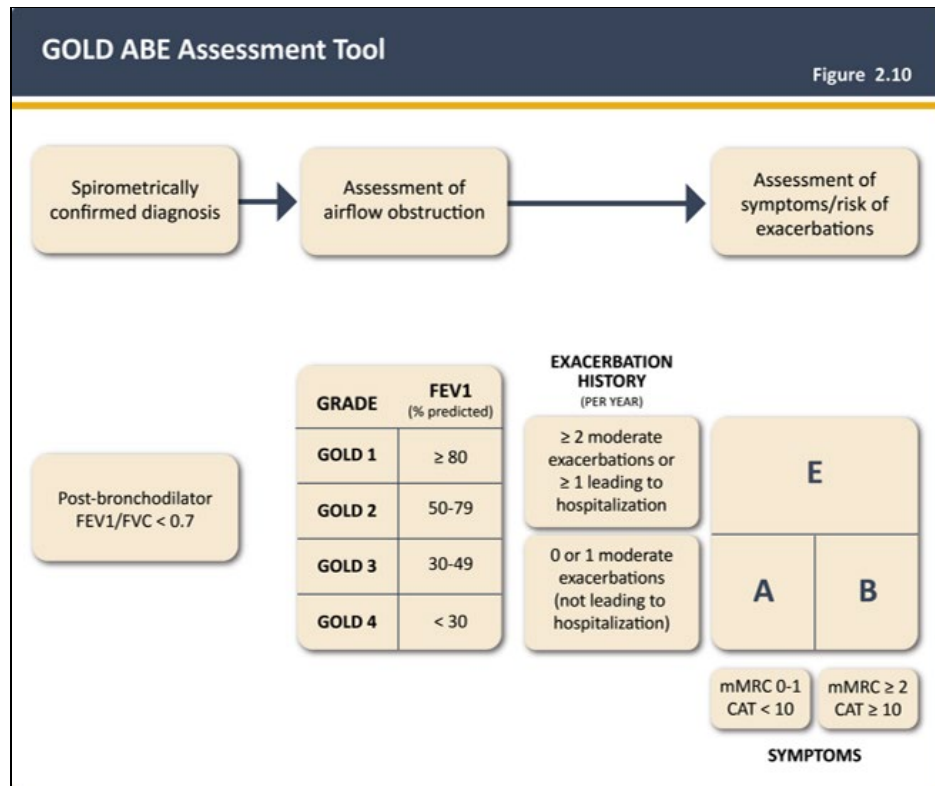 GOLD ABE Assessment Tool
Figure 2.10
Spirometrically
confirmed diagnosis
Assessment of
airflow obstruction
Assessment of
symptoms/risk of
exacerbations
Post-bronchodilator
FEV1/FVC < 0.7
GRADE
FEV1
(% predicted)
GOLD 1
≥ 80
GOLD 2
50-79
GOLD 3
30-49
GOLD 4
< 30
EXACERBATION
HISTORY
(PER YEAR)
≥ 2 moderate
exacerbations or
≥ 1 leading to
hospitalization
0 or 1 moderate
exacerbations
(not leading to
hospitalization)
E
A
B
mMRC 0-1
CAT < 10
mMRC ≥ 2
CAT ≥ 10
SYMPTOMS